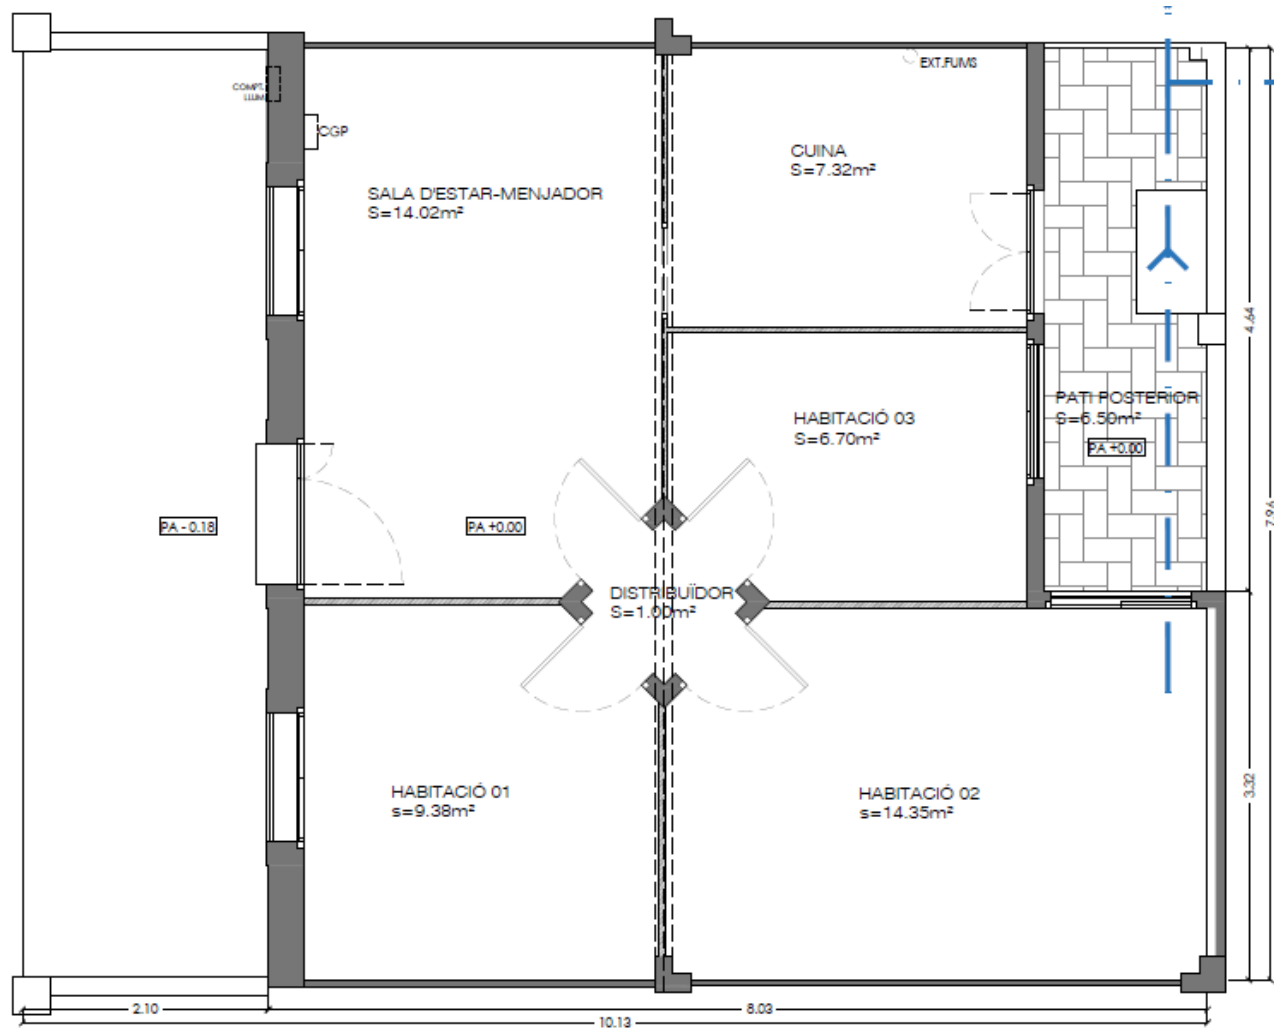 EXT.FUMS
COMPT.
LLUM
CGP
CUINA
S=7.32m²
SALA D'ESTAR-MENJADOR
S=14.02m²
4.64
PATI POSTERIOR
S=6.50m²
PA +0.00
HABITACIÓ 03
S=6.70m²
PA - 0.18
PA +0.00
7.96
DISTRIBUÏDOR
S=1.00m²
HABITACIÓ 01
s=9.38m²
HABITACIÓ 02
s=14.35m²
3.32
2.10
8.03
10.13